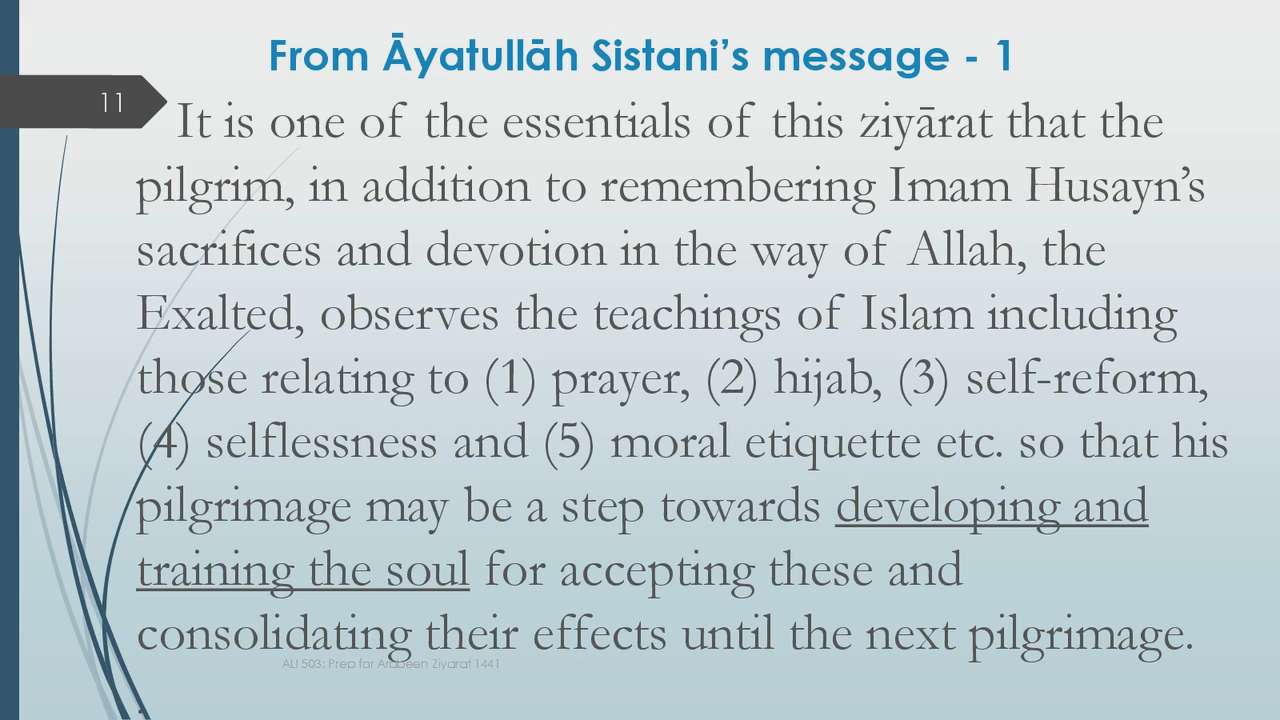 From Āyatullāh Sistani’s message - 1
11
It is one of the essentials of this ziyārat that the
pilgrim, in addition to remembering Imam Husayn’s
sacrifices and devotion in the way of Allah, the
Exalted, observes the teachings of Islam including
those relating to (1) prayer, (2) hijab, (3) self-reform,
(4) selflessness and (5) moral etiquette etc. so that his
pilgrimage may be a step towards developing and
training the soul for accepting these and
consolidating their effects until the next pilgrimage.
ALI 503: Prep for Arabeen Ziyarat 1441
.